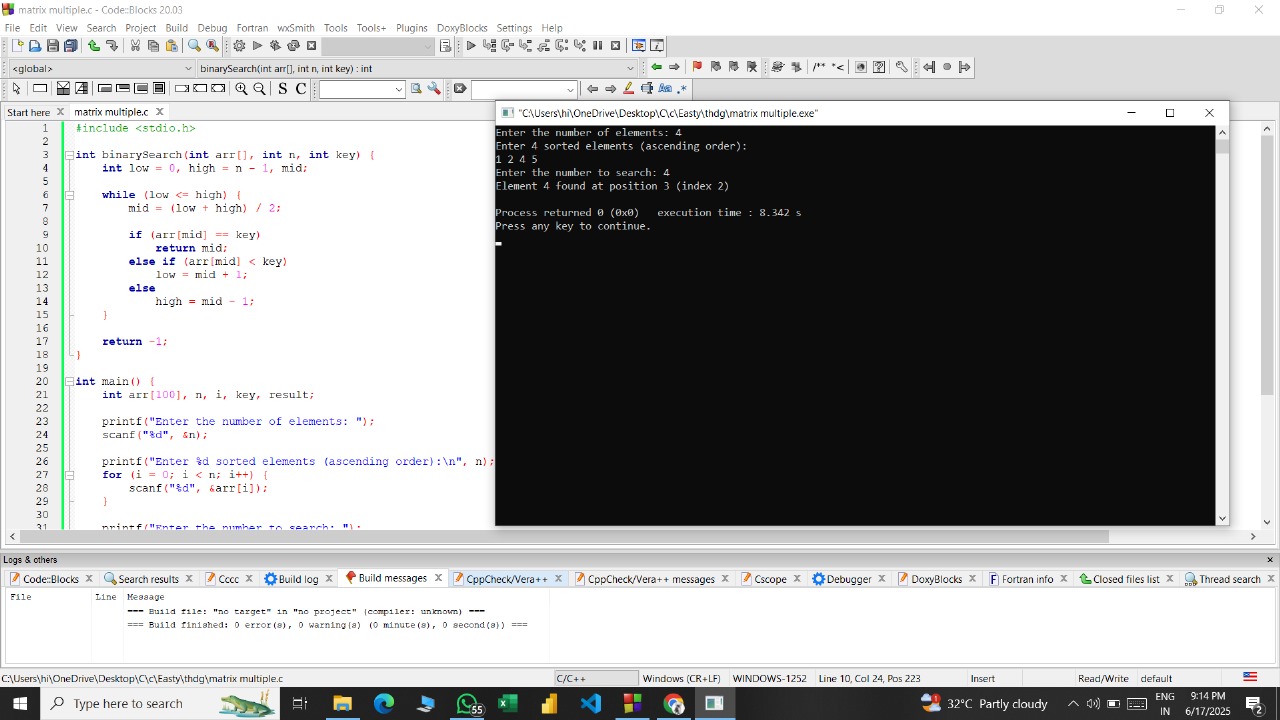 matrix multiple.c - Code::Blocks 20.03
File Edit View Search Project Build Debug Fortran wxSmith Tools Tools+ Plugins DoxyBlocks Settings Help
<global> binarySearch(int arr[], int n, int key) : int /** *<
S C Aa .*
Start here matrix multiple.c
1 #include <stdio.h>
2
3 int binarySearch(int arr[], int n, int key) {
4 int low = 0, high = n - 1, mid;
5
6 while (low <= high) {
7 mid = (low + high) / 2;
8
9 if (arr[mid] == key)
10 return mid;
11 else if (arr[mid] < key)
12 low = mid + 1;
13 else
14 high = mid - 1;
15 }
16
17 return -1;
18 }
19
20 int main() {
21 int arr[100], n, i, key, result;
22
23 printf("Enter the number of elements: ");
24 scanf("%d", &n);
25
26 printf("Enter %d sorted elements (ascending order):\n", n);
27 for (i = 0; i < n; i++) {
28 scanf("%d", &arr[i]);
29 }
30
31 printf("Enter the number to search: ");
"C:\Users\hi\OneDrive\Desktop\C\c\Easty\thdg\matrix multiple.exe"
Enter the number of elements: 4
Enter 4 sorted elements (ascending order):
1 2 4 5
Enter the number to search: 4
Element 4 found at position 3 (index 2)
Process returned 0 (0x0) execution time : 8.342 s
Press any key to continue.
Logs & others
Code::Blocks Search results Cccc Build log Build messages CppCheck/Vera++ CppCheck/Vera++ messages Cscope Debugger DoxyBlocks Fortran info Closed files list Thread search
File Line Message
=== Build file: "no target" in "no project" (compiler: unknown) ===
=== Build finished: 0 error(s), 0 warning(s) (0 minute(s), 0 second(s)) ===
C:\Users\hi\OneDrive\Desktop\C\c\Easty\thdg\matrix multiple.c C/C++ Windows (CR+LF) WINDOWS-1252 Line 10, Col 24, Pos 223 Insert Read/Write default
Type here to search 55 32°C Partly cloudy ENG IN 9:14 PM 6/17/2025 2